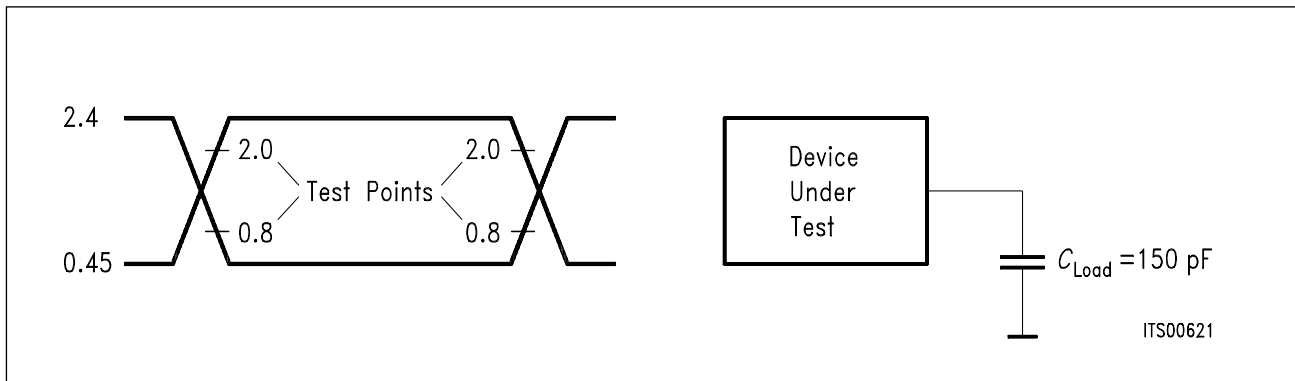 2.4
2.0
2.0
Test Points
0.8
0.8
0.45
Device
Under
Test
C Load =150 pF
ITS00621